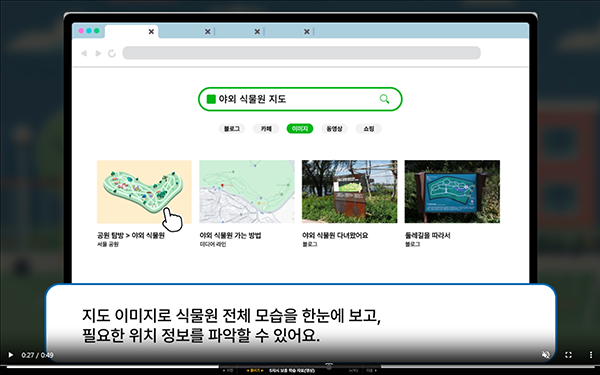 야외 식물원 지도
블로그 카페 이미지 동영상 쇼핑
공원 탐방 > 야외 식물원
서울 공원
야외 식물원 가는 방법
미디어 라인
야외 식물원 다녀왔어요
블로그
둘레길을 따라서
블로그
지도 이미지로 식물원 전체 모습을 한눈에 보고,
필요한 위치 정보를 파악할 수 있어요.
0:27 / 0:49